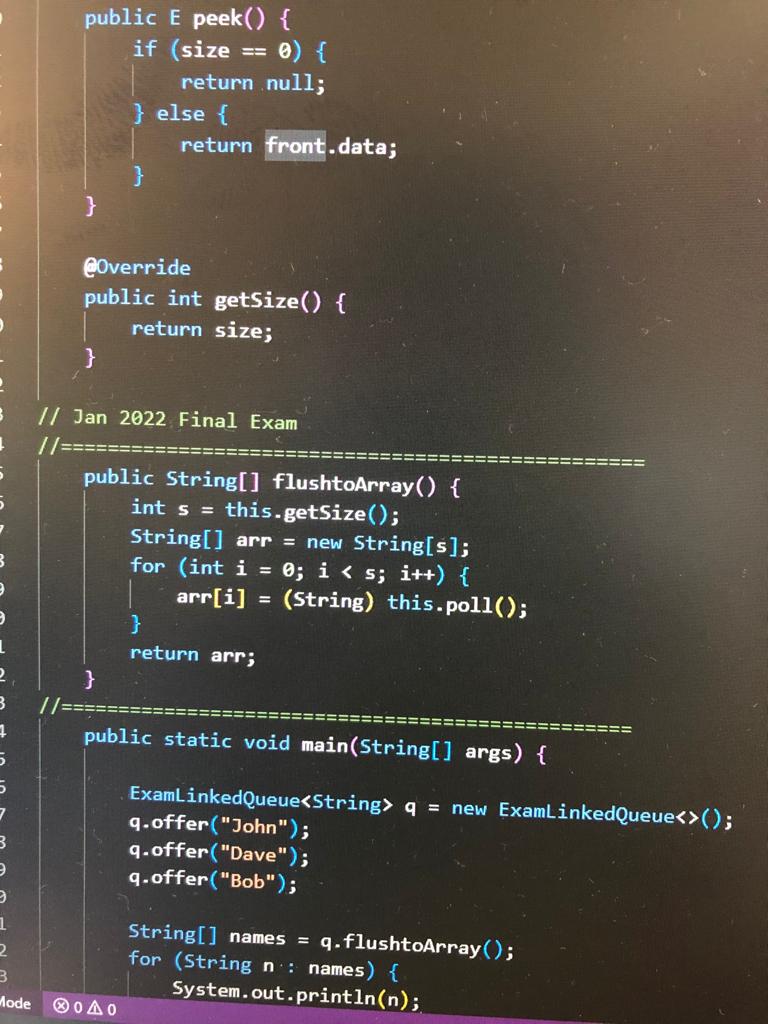 public E peek() {
if (size == 0) {
return null;
} else {
return front.data;
}
}
@Override
public int getSize() {
return size;
}
// Jan 2022 Final Exam
//==================================================
public String[] flushtoArray() {
int s = this.getSize();
String[] arr = new String[s];
for (int i = 0; i < s; i++) {
arr[i] = (String) this.poll();
}
return arr;
}
//==================================================
public static void main(String[] args) {
ExamLinkedQueue<String> q = new ExamLinkedQueue<>();
q.offer("John");
q.offer("Dave");
q.offer("Bob");
String[] names = q.flushtoArray();
for (String n : names) {
System.out.println(n);
Mode 0 0